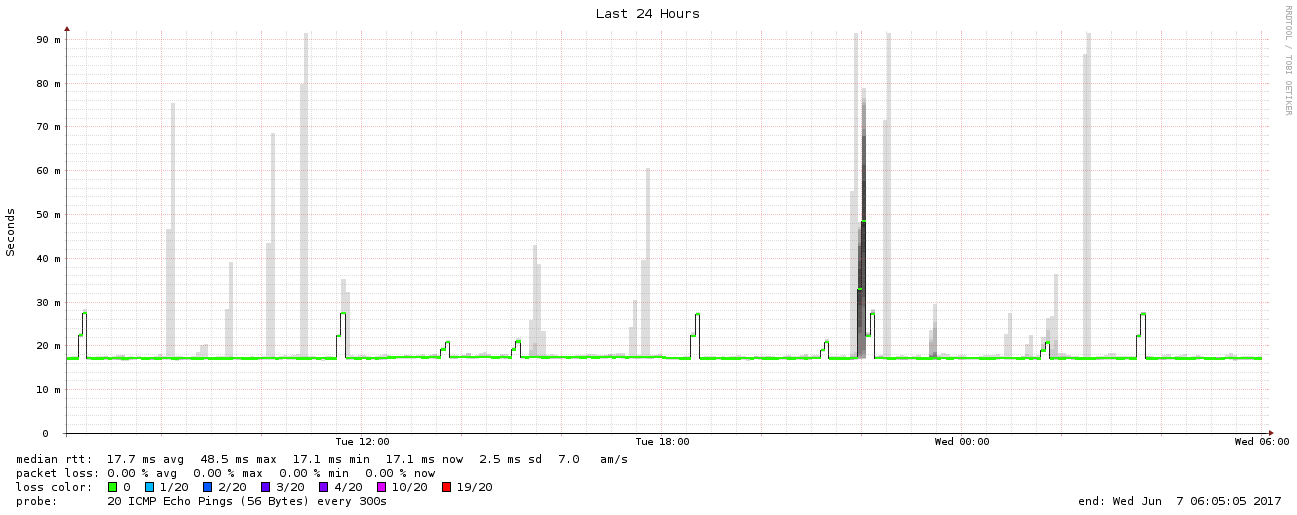 Last 24 Hours
RRDTOOL / TOBI OETIKER
Seconds
90 m
80 m
70 m
60 m
50 m
40 m
30 m
20 m
10 m
0
Tue 12:00 Tue 18:00 Wed 00:00 Wed 06:00
median rtt: 17.7 ms avg 48.5 ms max 17.1 ms min 17.1 ms now 2.5 ms sd 7.0 am/s
packet loss: 0.00 % avg 0.00 % max 0.00 % min 0.00 % now
loss color: 0 1/20 2/20 3/20 4/20 10/20 19/20
probe: 20 ICMP Echo Pings (56 Bytes) every 300s
end: Wed Jun 7 06:05:05 2017